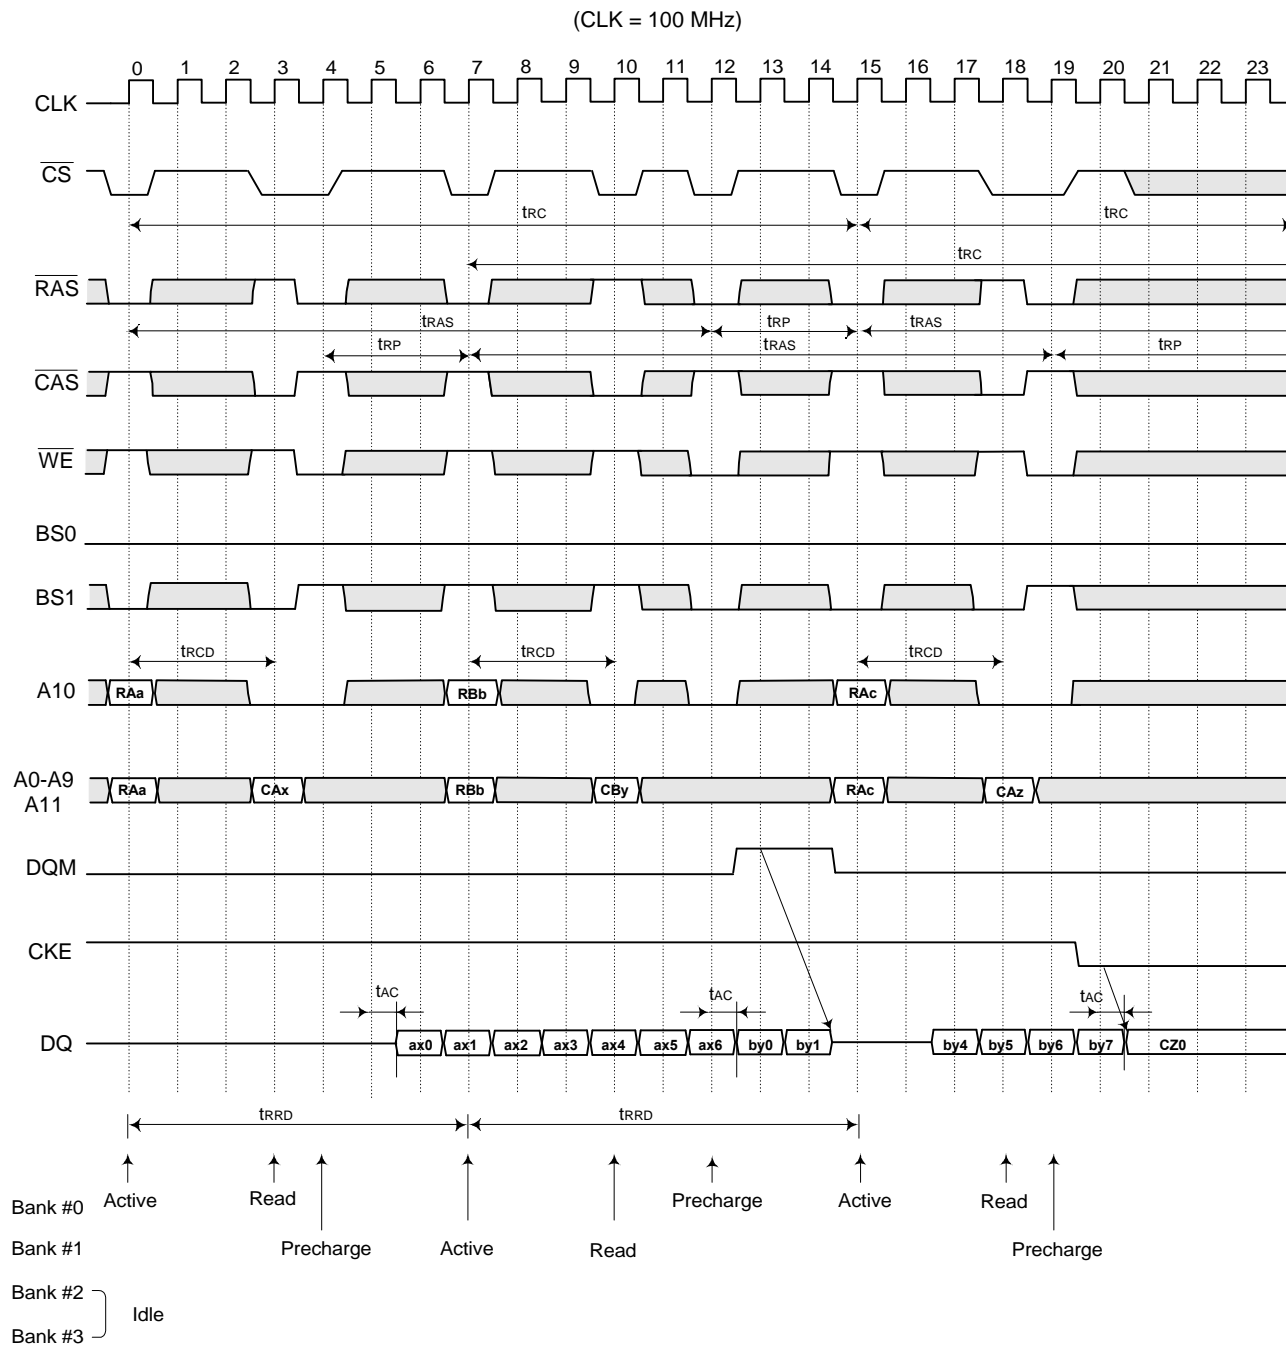 (CLK = 100 MHz)
0 1 2 3 4 5 6 7 8 9 10 11 12 13 14 15 16 17 18 19 20 21 22 23
CLK
CS
tRC tRC
tRC
RAS
tRAS tRP tRAS
tRP tRAS tRP
CAS
WE
BS0
BS1
tRCD tRCD tRCD
A10 RAa RBb RAc
A0-A9
A11
RAa CAx RBb CBy RAc CAz
DQM
CKE
tAC tAC tAC
DQ ax0 ax1 ax2 ax3 ax4 ax5 ax6 by0 by1 by4 by5 by6 by7 CZ0
tRRD tRRD
Bank #0 Active Read Precharge Active Read
Bank #1 Precharge Active Read Precharge
Bank #2
Idle
Bank #3